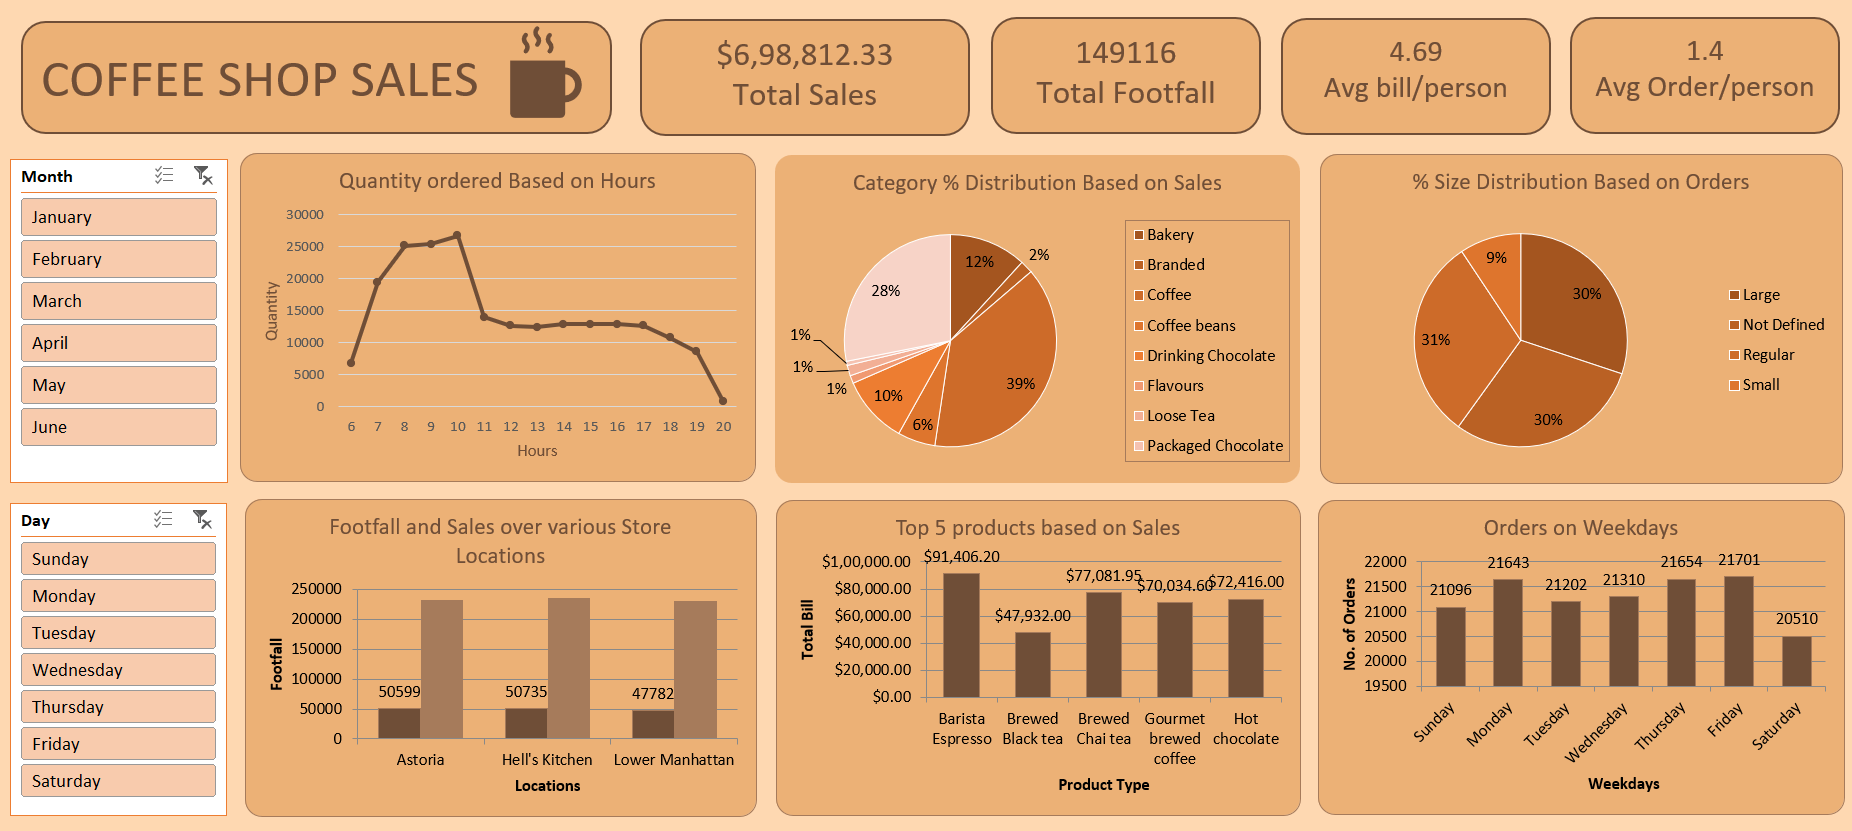 COFFEE SHOP SALES
$6,98,812.33
Total Sales
149116
Total Footfall
4.69
Avg bill/person
1.4
Avg Order/person
Month
January
February
March
April
May
June
Quantity ordered Based on Hours
30000
25000
20000
15000
10000
5000
0
Quantity
6 7 8 9 10 11 12 13 14 15 16 17 18 19 20
Hours
Category % Distribution Based on Sales
12%
2%
39%
6%
10%
1%
1%
1%
28%
Bakery
Branded
Coffee
Coffee beans
Drinking Chocolate
Flavours
Loose Tea
Packaged Chocolate
% Size Distribution Based on Orders
30%
30%
31%
9%
Large
Not Defined
Regular
Small
Day
Sunday
Monday
Tuesday
Wednesday
Thursday
Friday
Saturday
Footfall and Sales over various Store
Locations
250000
200000
150000
100000
50000
0
Footfall
50599 50735 47782
Astoria Hell's Kitchen Lower Manhattan
Locations
Top 5 products based on Sales
$1,00,000.00
$80,000.00
$60,000.00
$40,000.00
$20,000.00
$0.00
Total Bill
$91,406.20
$47,932.00
$77,081.95
$70,034.60
$72,416.00
Barista
Espresso
Brewed
Black tea
Brewed
Chai tea
Gourmet
brewed
coffee
Hot
chocolate
Product Type
Orders on Weekdays
22000
21500
21000
20500
20000
19500
No. of Orders
21096
21643
21202
21310
21654
21701
20510
Sunday
Monday
Tuesday
Wednesday
Thursday
Friday
Saturday
Weekdays